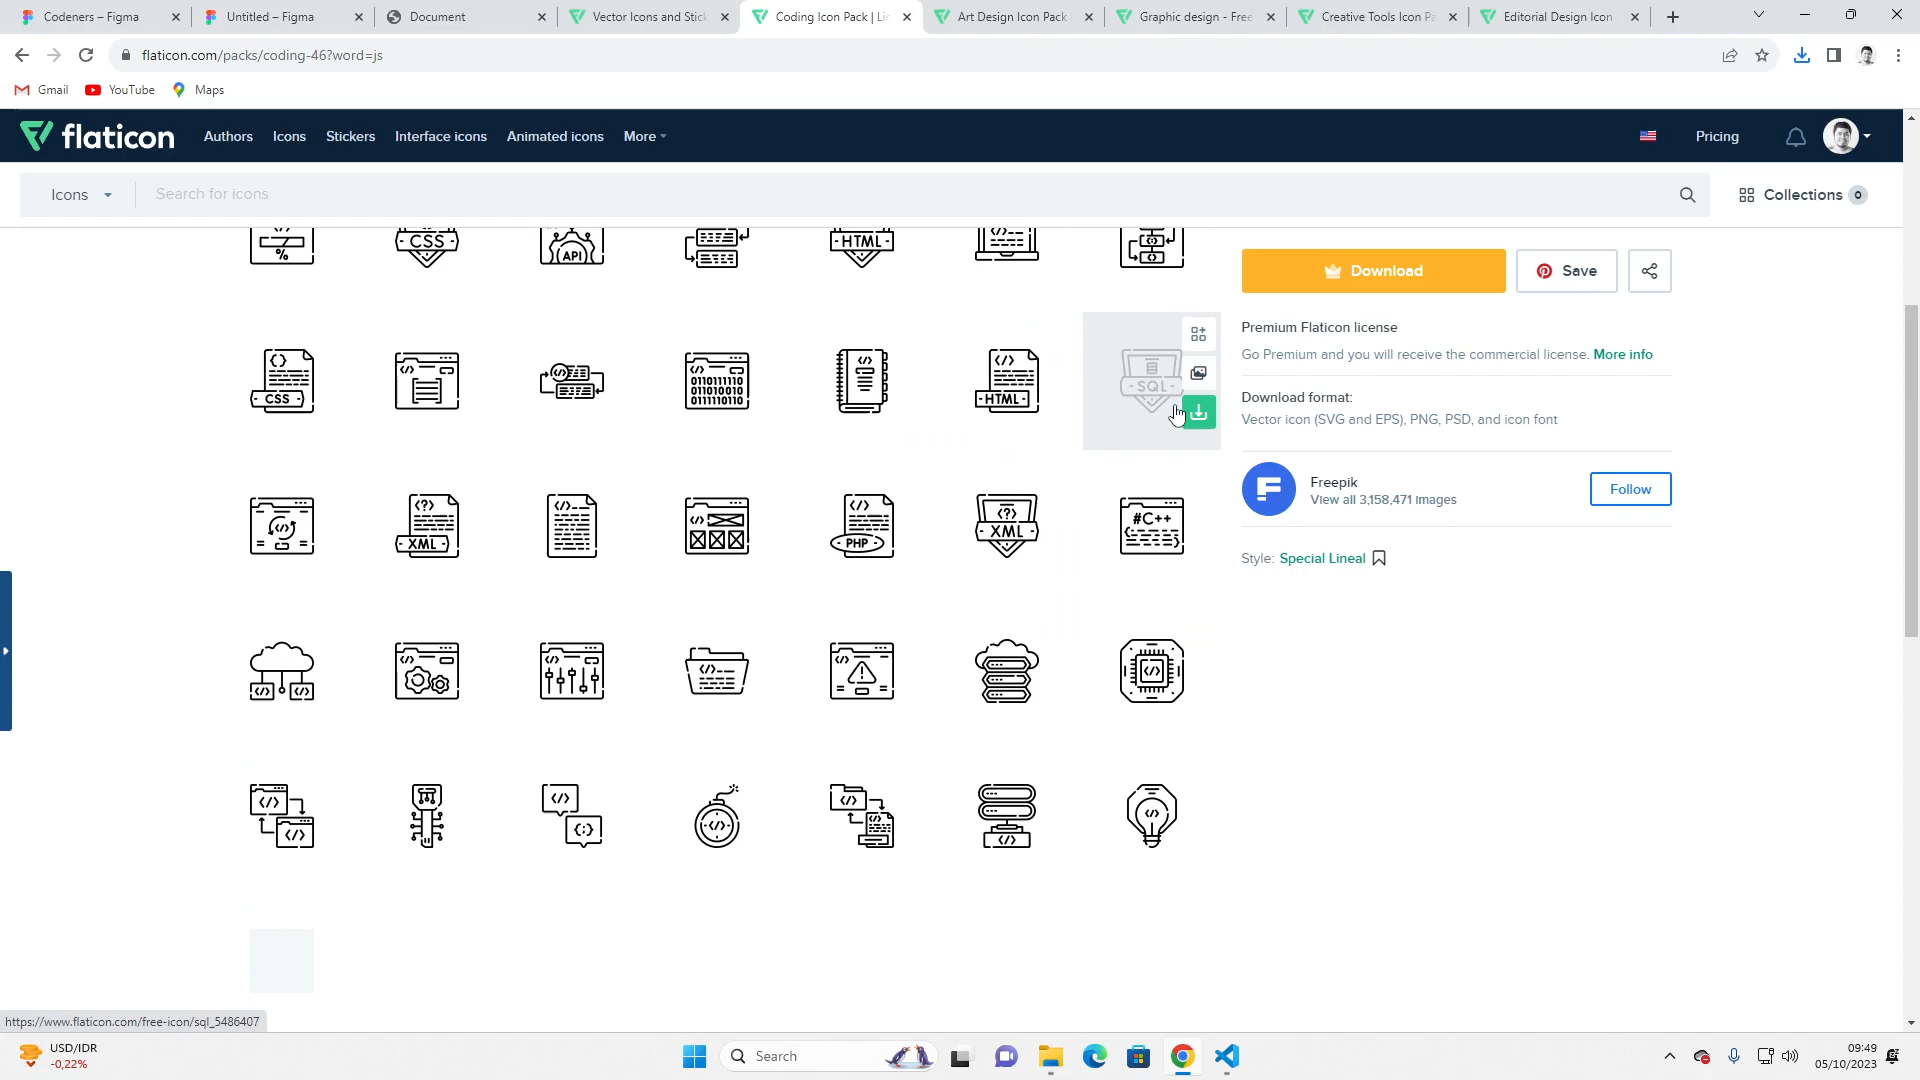 Codeners – Figma
Untitled – Figma
Document
Vector Icons and Stick
Coding Icon Pack | Lin
Art Design Icon Pack
Graphic design - Free
Creative Tools Icon Pa
Editorial Design Icon
flaticon.com/packs/coding-46?word=js
Gmail
YouTube
Maps
flaticon
Authors
Icons
Stickers
Interface icons
Animated icons
More
Pricing
Icons
Search for icons
Collections
0
%
CSS
API
HTML
Download
Save
CSS
0111110
011010010
0111110110
HTML
SQL
Premium Flaticon license
Go Premium and you will receive the commercial license. More info
Download format:
Vector icon (SVG and EPS), PNG, PSD, and icon font
Freepik
View all 3,158,471 images
Follow
XML
PHP
XML
#C++
Style: Special Lineal
https://www.flaticon.com/free-icon/sql_5486407
USD/IDR
-0,22%
Search
09:49
05/10/2023